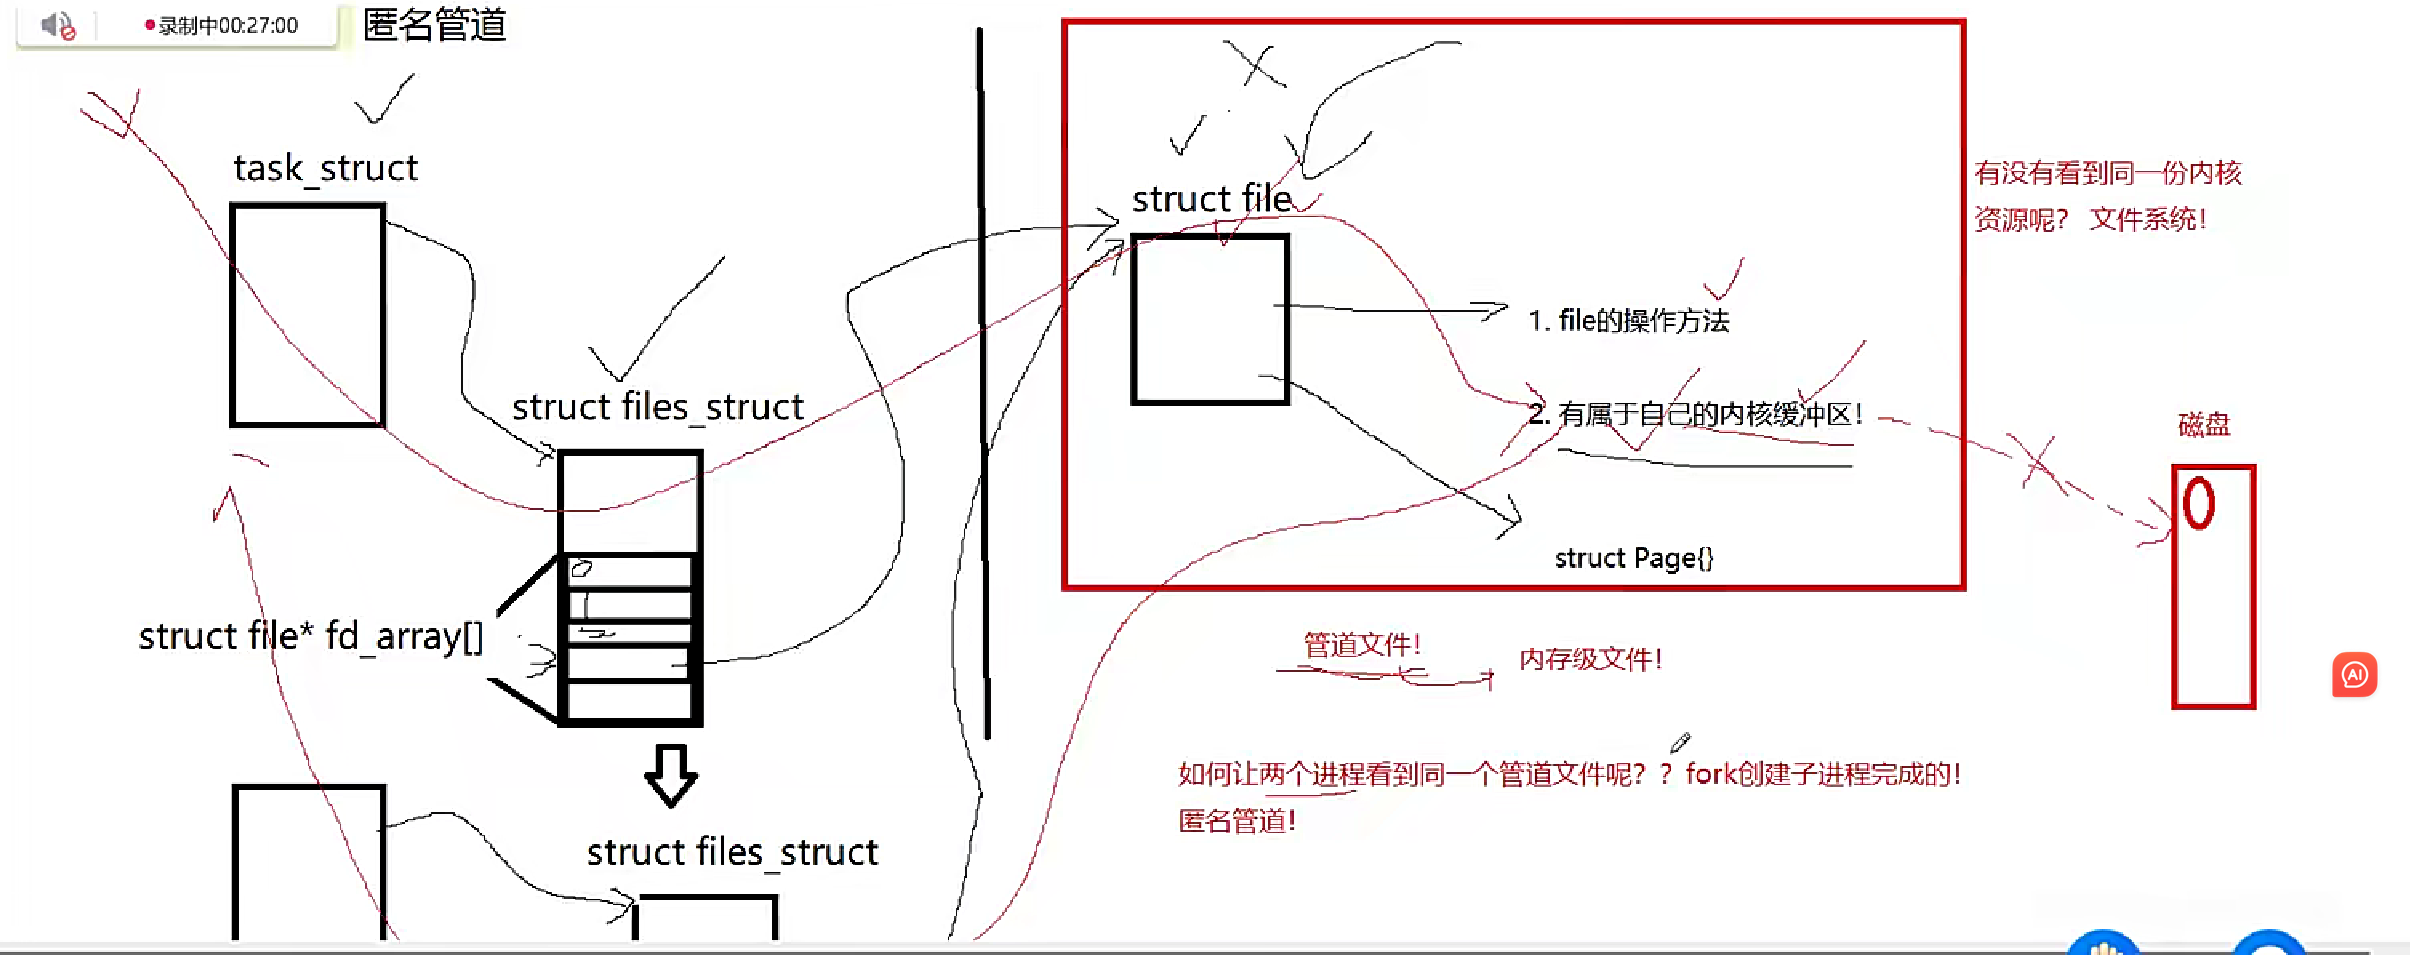 录制中00:27:00
匿名管道
task_struct
struct files_struct
struct file* fd_array[]
0
1
2
struct files_struct
struct file
1. file的操作方法
2. 有属于自己的内核缓冲区!
struct Page{}
有没有看到同一份内核
资源呢? 文件系统!
磁盘
管道文件!
内存级文件!
如何让两个进程看到同一个管道文件呢? ? fork创建子进程完成的!
匿名管道!
AI